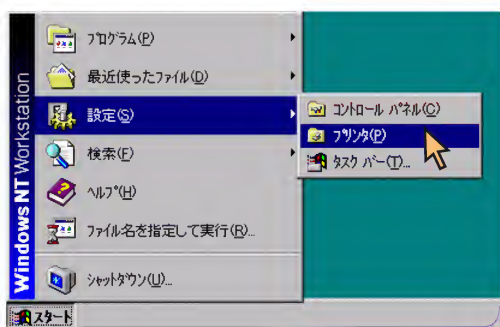 Windows NT Workstation
ﾌﾟﾛｸﾞﾗﾑ(P)
最近使ったﾌｧｲﾙ(D)
設定(S)
検索(F)
ﾍﾙﾌﾟ(H)
ﾌｧｲﾙ名を指定して実行(R)...
ｼｬｯﾄﾀﾞｳﾝ(U)...
ｺﾝﾄﾛｰﾙ ﾊﾟﾈﾙ(C)
ﾌﾟﾘﾝﾀ(P)
ﾀｽｸ ﾊﾞｰ(T)...
ｽﾀｰﾄ